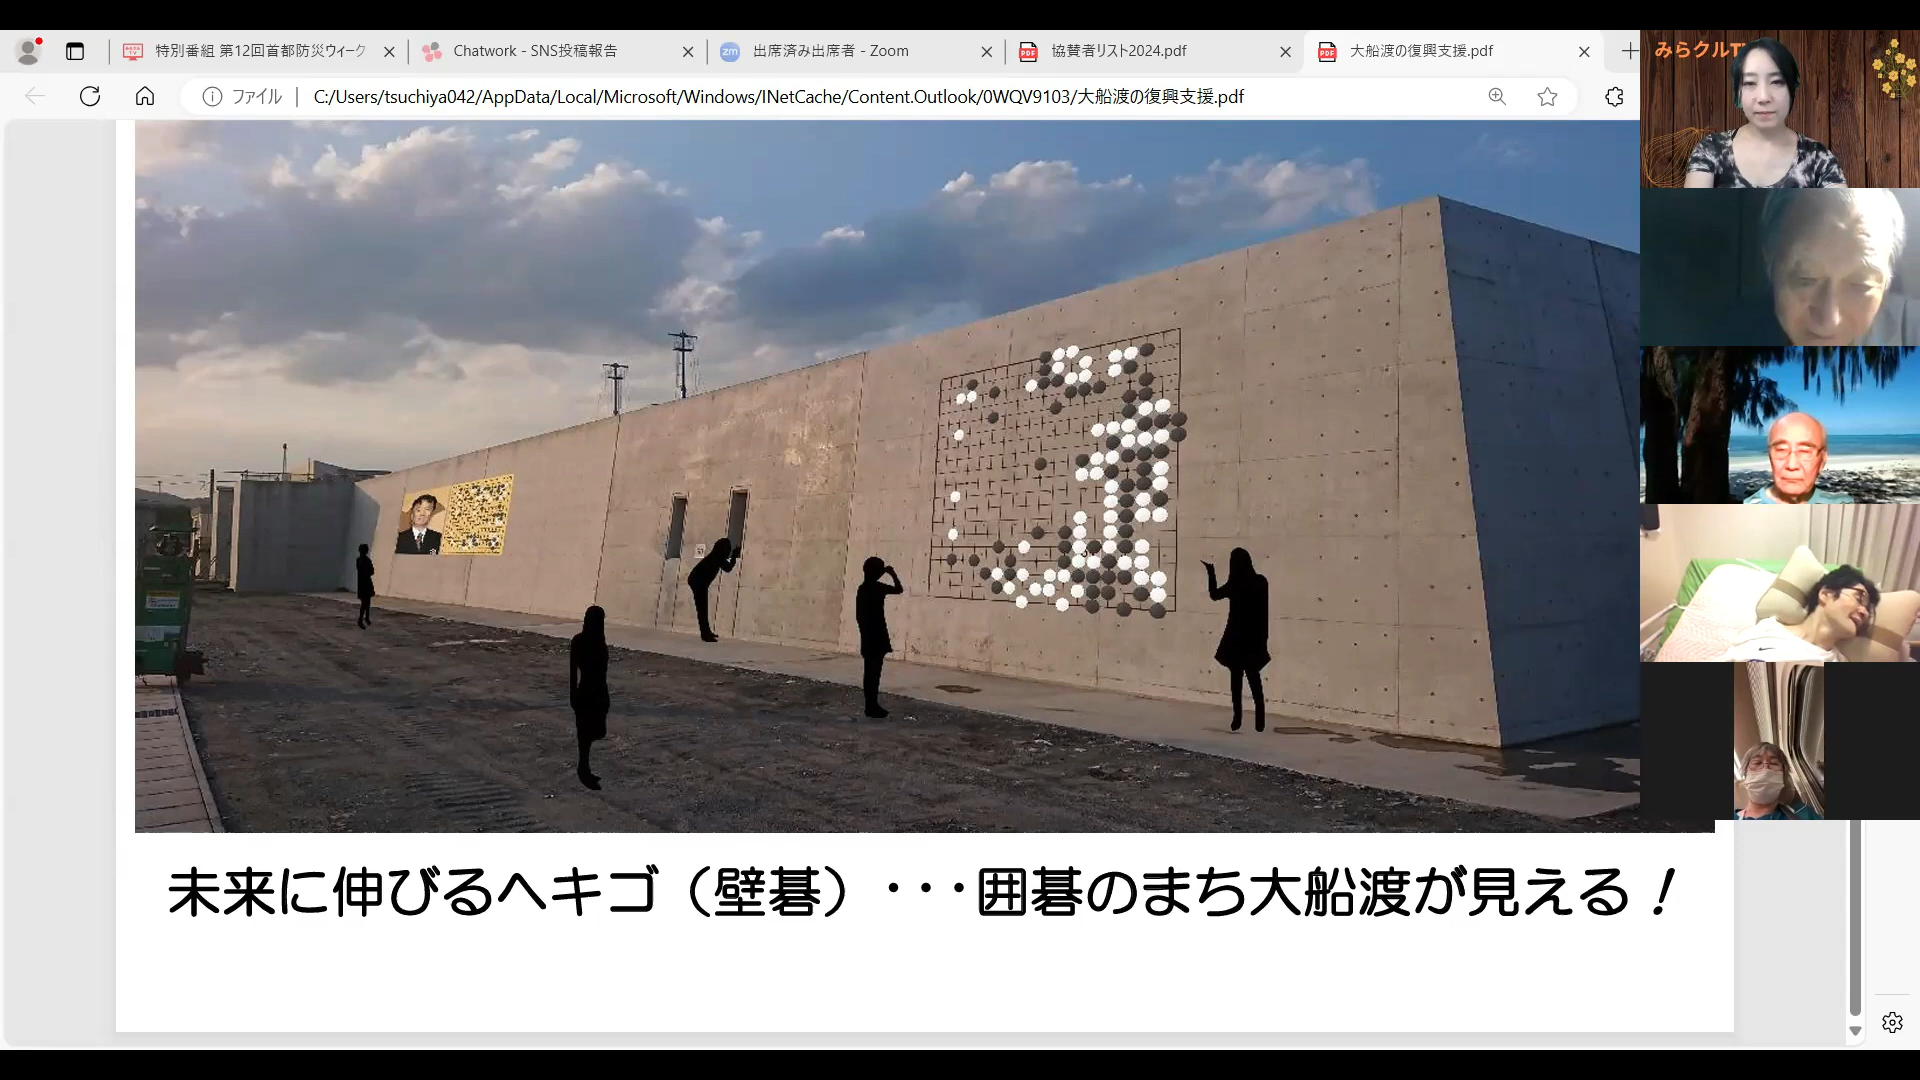 特別番組 第12回首都防災ウィーク
Chatwork - SNS投稿報告
zm
出席済み出席者 - Zoom
PDF
協賛者リスト2024.pdf
PDF
大船渡の復興支援.pdf
みらクルT
ファイル
C:/Users/tsuchiya042/AppData/Local/Microsoft/Windows/INetCache/Content.Outlook/0WQV9103/大船渡の復興支援.pdf
未来に伸びるヘキゴ（壁碁）・・・囲碁のまち大船渡が見える！